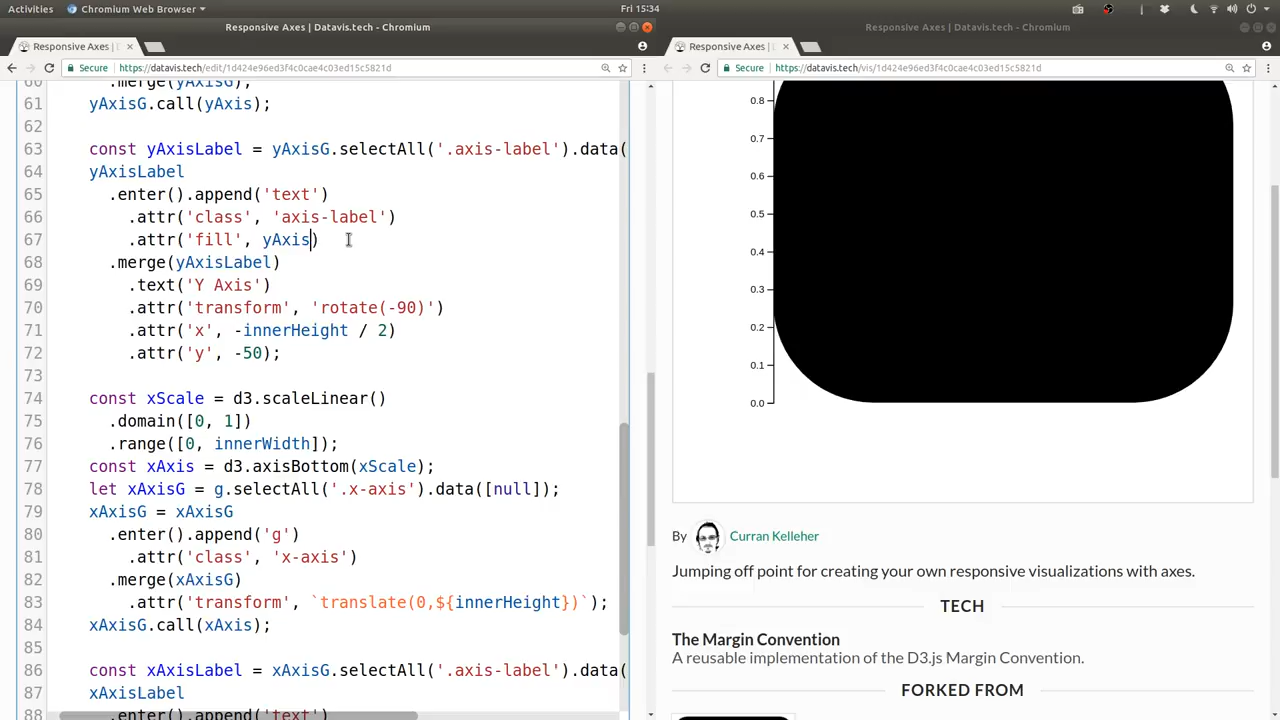 Activities Chromium Web Browser Fri 15:34
Responsive Axes | Datavis.tech - Chromium
Responsive Axes |
Secure https://datavis.tech/edit/1d424e96ed3f4c0cae4c03ed15c5821d
60 .merge(yAxisG);
61 yAxisG.call(yAxis);
62
63 const yAxisLabel = yAxisG.selectAll('.axis-label').data(
64 yAxisLabel
65 .enter().append('text')
66 .attr('class', 'axis-label')
67 .attr('fill', yAxis)
68 .merge(yAxisLabel)
69 .text('Y Axis')
70 .attr('transform', 'rotate(-90)')
71 .attr('x', -innerHeight / 2)
72 .attr('y', -50);
73
74 const xScale = d3.scaleLinear()
75 .domain([0, 1])
76 .range([0, innerWidth]);
77 const xAxis = d3.axisBottom(xScale);
78 let xAxisG = g.selectAll('.x-axis').data([null]);
79 xAxisG = xAxisG
80 .enter().append('g')
81 .attr('class', 'x-axis')
82 .merge(xAxisG)
83 .attr('transform', `translate(0,${innerHeight})`);
84 xAxisG.call(xAxis);
85
86 const xAxisLabel = xAxisG.selectAll('.axis-label').data(
87 xAxisLabel
88 .enter().append('text')
Responsive Axes | Datavis.tech - Chromium
Responsive Axes |
Secure https://datavis.tech/vis/1d424e96ed3f4c0cae4c03ed15c5821d
0.8
0.7
0.6
0.5
0.4
0.3
0.2
0.1
0.0
By Curran Kelleher
Jumping off point for creating your own responsive visualizations with axes.
TECH
The Margin Convention
A reusable implementation of the D3.js Margin Convention.
FORKED FROM